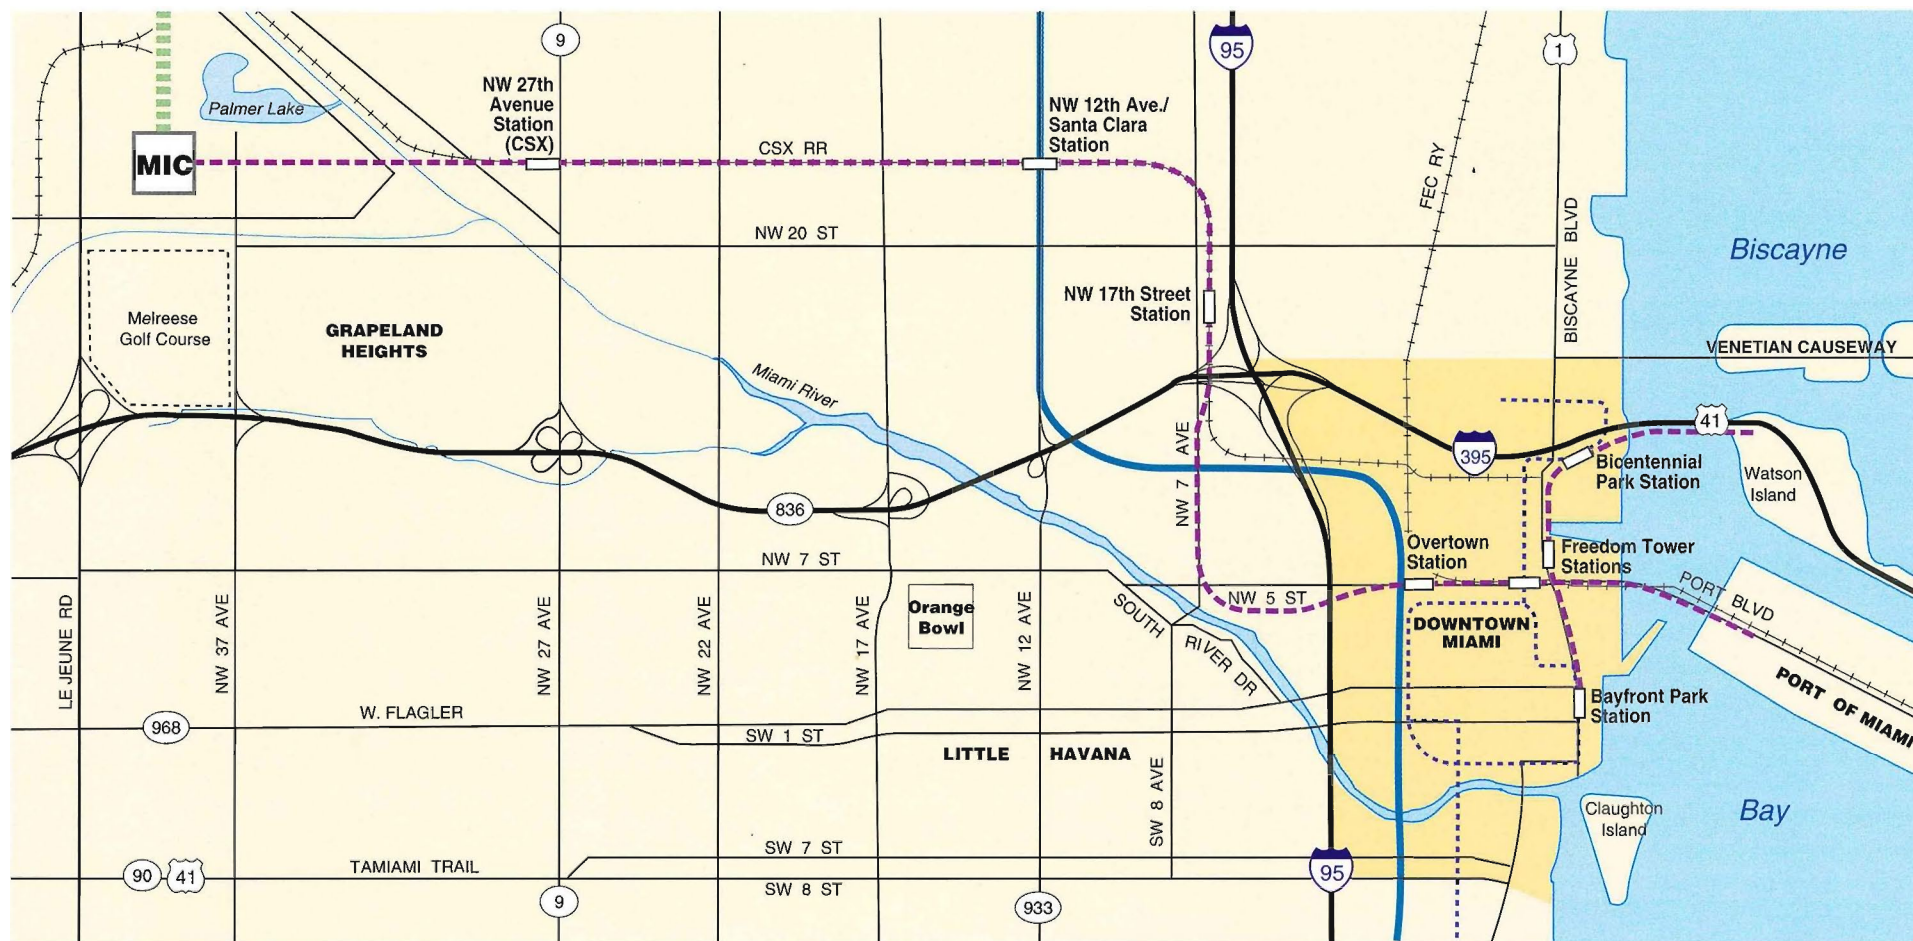 9
95
1
Palmer Lake
NW 27th
Avenue
Station
(CSX)
NW 12th Ave./
Santa Clara
Station
MIC
CSX RR
FEC RY
NW 20 ST
BISCAYNE BLVD
Biscayne
NW 17th Street
Station
Melreese
Golf Course
GRAPELAND
HEIGHTS
VENETIAN CAUSEWAY
Miami River
41
NW 7 AVE
395
Bicentennial
Park Station
Watson
Island
836
NW 7 ST
Overtown
Station
Freedom Tower
Stations
PORT BLVD
LE JEUNE RD
NW 37 AVE
NW 27 AVE
NW 22 AVE
NW 17 AVE
Orange
Bowl
NW 12 AVE
SOUTH RIVER DR
NW 5 ST
DOWNTOWN
MIAMI
PORT OF MIAMI
Bayfront Park
Station
968
W. FLAGLER
SW 1 ST
LITTLE HAVANA
SW 8 AVE
Claughton
Island
Bay
SW 7 ST
90
41
TAMIAMI TRAIL
SW 8 ST
95
9
933